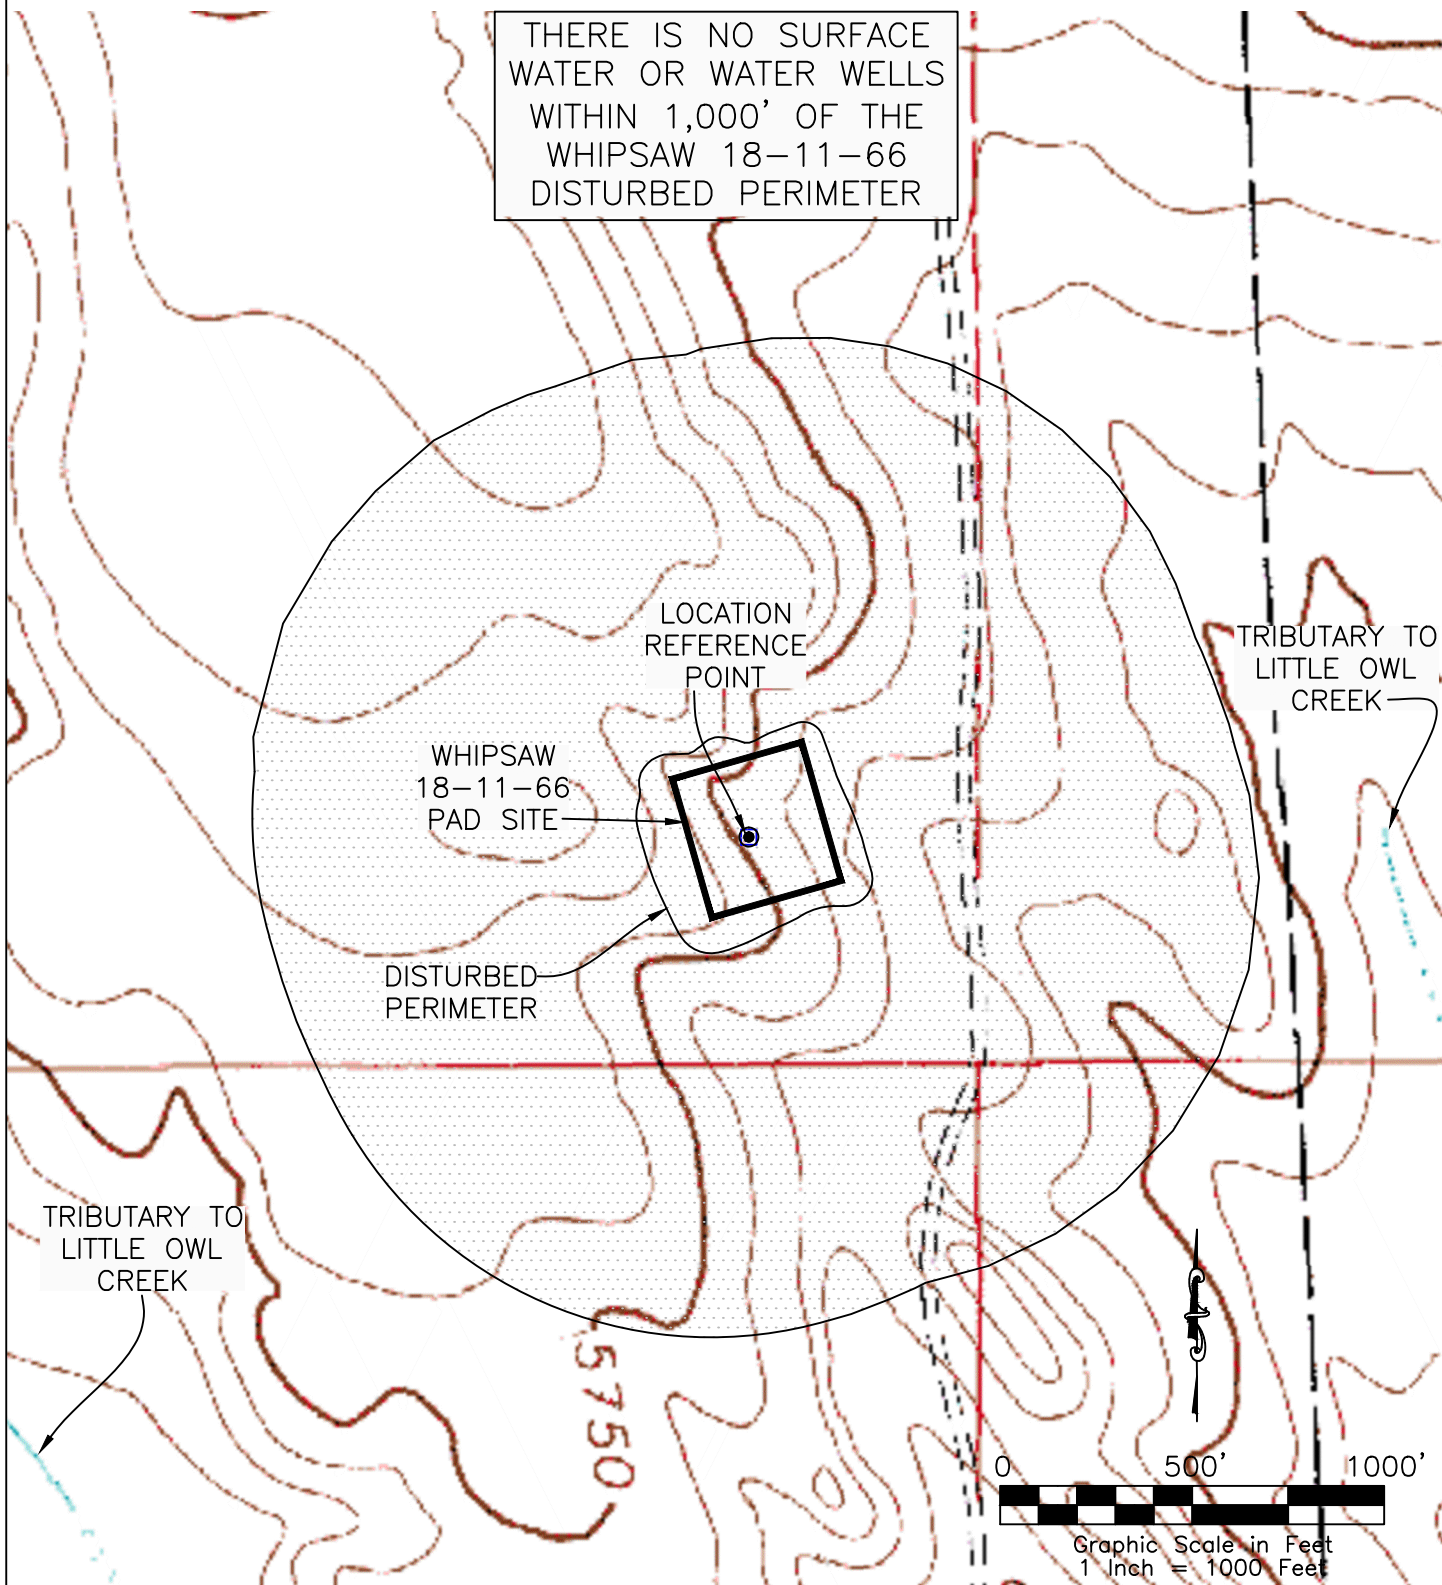 THERE IS NO SURFACE
WATER OR WATER WELLS
WITHIN 1,000' OF THE
WHIPSAW 18-11-66
DISTURBED PERIMETER
LOCATION
REFERENCE
POINT
TRIBUTARY TO
LITTLE OWL
CREEK
WHIPSAW
18-11-66
PAD SITE
DISTURBED
PERIMETER
TRIBUTARY TO
LITTLE OWL
CREEK
5750
0 500' 1000'
Graphic Scale in Feet
1 Inch = 1000 Feet